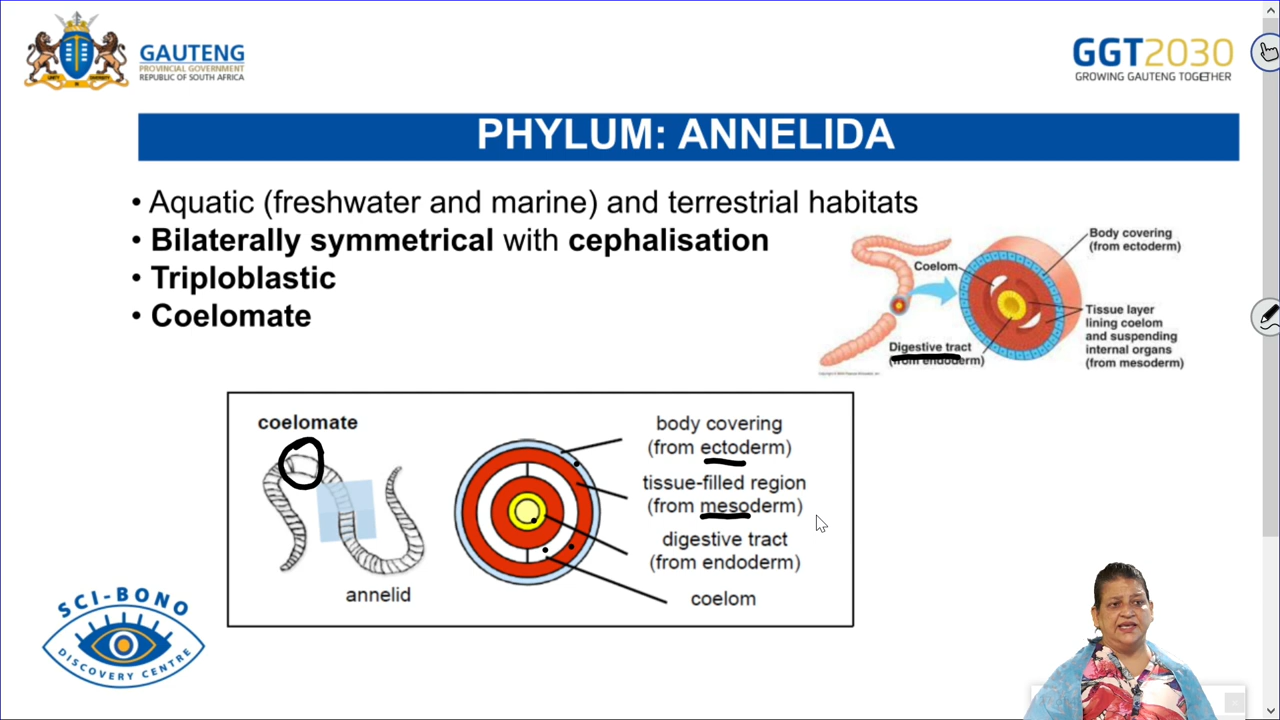 GAUTENG
PROVINCIAL GOVERNMENT
REPUBLIC OF SOUTH AFRICA
GGT2030
GROWING GAUTENG TOGETHER
PHYLUM: ANNELIDA
• Aquatic (freshwater and marine) and terrestrial habitats
• Bilaterally symmetrical with cephalisation
• Triploblastic
• Coelomate
Body covering
(from ectoderm)
Coelom
Tissue layer
lining coelom
and suspending
internal organs
(from mesoderm)
Digestive tract
(from endoderm)
coelomate
body covering
(from ectoderm)
tissue-filled region
(from mesoderm)
digestive tract
(from endoderm)
coelom
annelid
SCI-BONO
DISCOVERY CENTRE